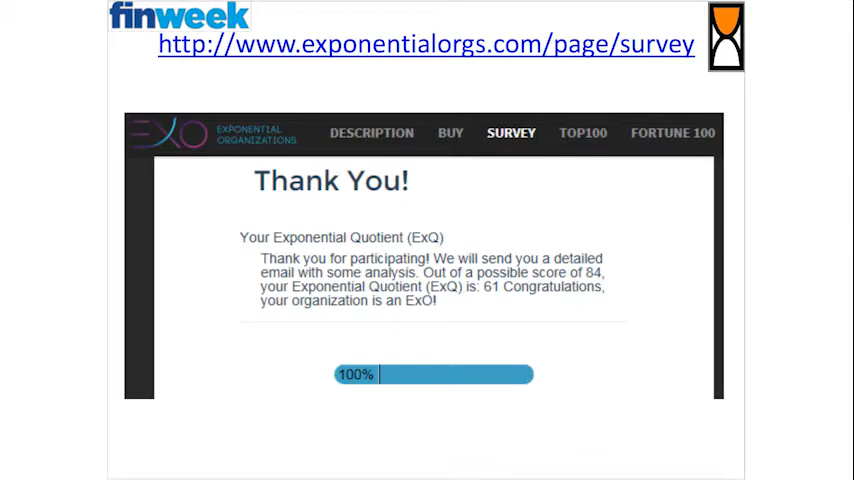 finweek
http://www.exponentialorgs.com/page/survey
EXO EXPONENTIAL ORGANIZATIONS DESCRIPTION BUY SURVEY TOP100 FORTUNE 100
Thank You!
Your Exponential Quotient (ExQ)
Thank you for participating! We will send you a detailed
email with some analysis. Out of a possible score of 84,
your Exponential Quotient (ExQ) is: 61 Congratulations,
your organization is an ExO!
100%